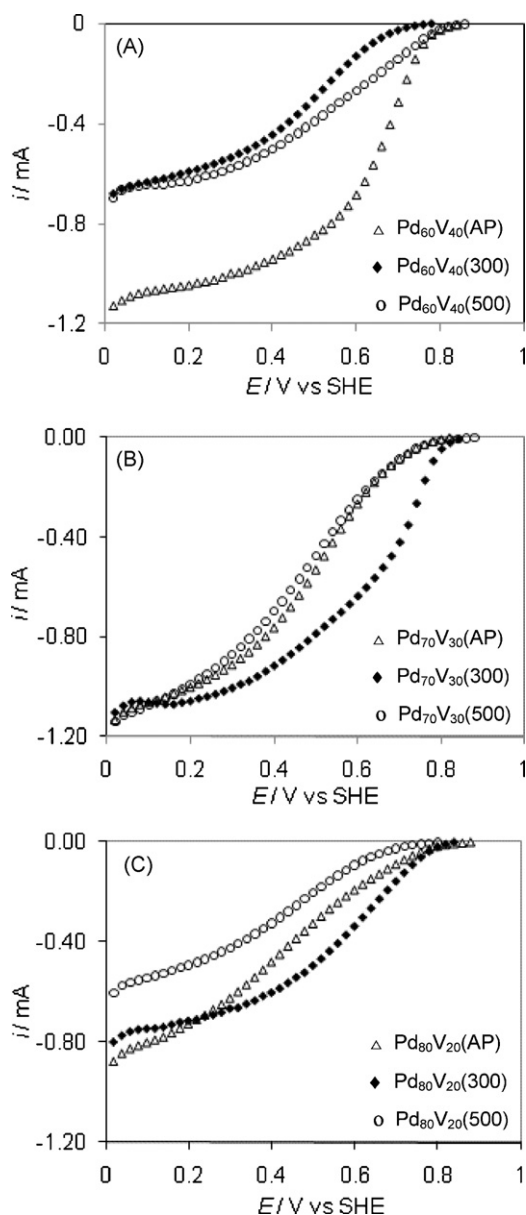 (A)
0
-0.4
-0.8
-1.2
i/ mA
Pd₆₀V₄₀(AP)
Pd₆₀V₄₀(300)
Pd₆₀V₄₀(500)
0 0.2 0.4 0.6 0.8 1
E/ V vs SHE
(B)
0.00
-0.40
-0.80
-1.20
i/ mA
Pd₇₀V₃₀(AP)
Pd₇₀V₃₀(300)
Pd₇₀V₃₀(500)
0 0.2 0.4 0.6 0.8 1
E/ V vs SHE
(C)
0.00
-0.40
-0.80
-1.20
i/ mA
Pd₈₀V₂₀(AP)
Pd₈₀V₂₀(300)
Pd₈₀V₂₀(500)
0 0.2 0.4 0.6 0.8 1
E/ V vs SHE